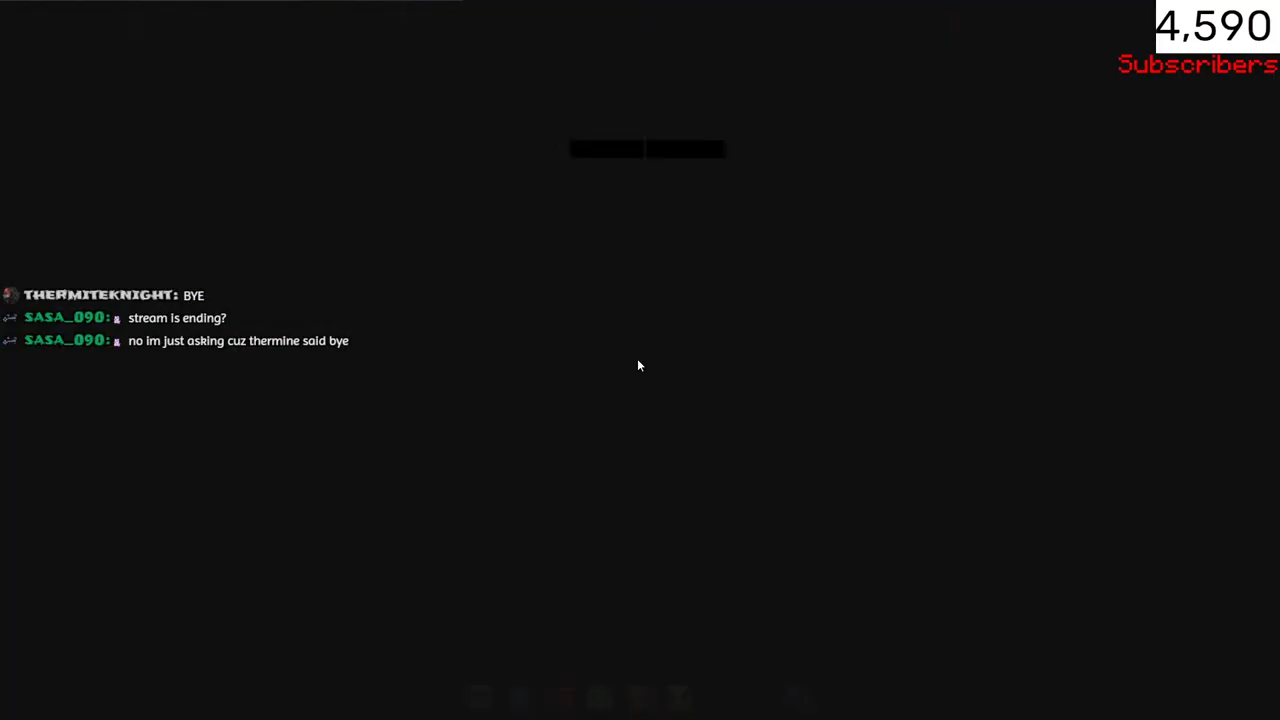 4,590
Subscribers
THERMITEKNIGHT: BYE
SASA_090: stream is ending?
SASA_090: no im just asking cuz thermine said bye